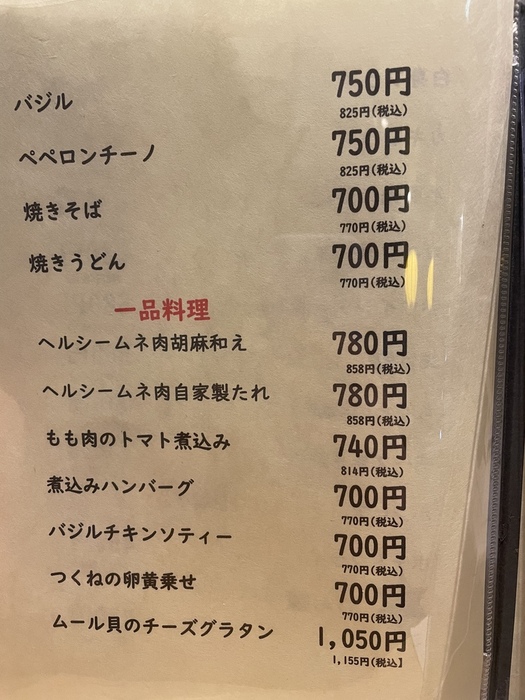 バジル 750円
825円(税込)
ペペロンチーノ 750円
825円(税込)
焼きそば 700円
770円(税込)
焼きうどん 700円
770円(税込)
一品料理
ヘルシームネ肉胡麻和え 780円
858円(税込)
ヘルシームネ肉自家製たれ 780円
858円(税込)
もも肉のトマト煮込み 740円
814円(税込)
煮込みハンバーグ 700円
770円(税込)
バジルチキンソティー 700円
770円(税込)
つくねの卵黄乗せ 700円
770円(税込)
ムール貝のチーズグラタン 1,050円
1,155円(税込】